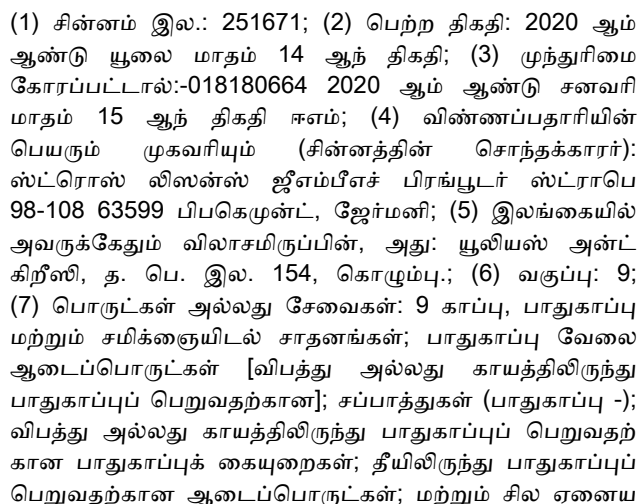 (1) சின்னம் இல.: 251671; (2) பெற்ற திகதி: 2020 ஆம்
ஆண்டு யூலை மாதம் 14 ஆந் திகதி; (3) முந்துரிமை
கோரப்பட்டால்:-018180664 2020 ஆம் ஆண்டு சனவரி
மாதம் 15 ஆந் திகதி ஈஎம்; (4) விண்ணப்பதாரியின்
பெயரும் முகவரியும் (சின்னத்தின் சொந்தக்காரர்):
ஸ்ட்ரொஸ் லிஸன்ஸ் ஜீஎம்பீஎச் பிரங்பூடர் ஸ்ட்ராபெ
98-108 63599 பிபகெமுன்ட், ஜேர்மனி; (5) இலங்கையில்
அவருக்கேதும் விலாசமிருப்பின், அது: யூலியஸ் அன்ட்
கிறீஸி, த. பெ. இல. 154, கொழும்பு.; (6) வகுப்பு: 9;
(7) பொருட்கள் அல்லது சேவைகள்: 9 காப்பு, பாதுகாப்பு
மற்றும் சமிக்ஞையிடல் சாதனங்கள்; பாதுகாப்பு வேலை
ஆடைப்பொருட்கள் [விபத்து அல்லது காயத்திலிருந்து
பாதுகாப்புப் பெறுவதற்கான]; சப்பாத்துகள் (பாதுகாப்பு -);
விபத்து அல்லது காயத்திலிருந்து பாதுகாப்புப் பெறுவதற்
கான பாதுகாப்புக் கையுறைகள்; தீயிலிருந்து பாதுகாப்புப்
பெறுவதற்கான ஆடைப்பொருட்கள்; மற்றும் சில ஏனைய